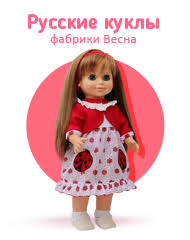 Русские куклы
фабрики Весна